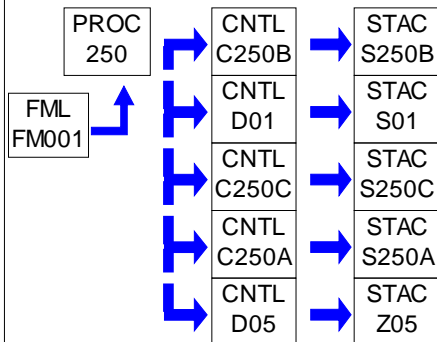 PROC
250
FML
FM001
CNTL
C250B
STAC
S250B
CNTL
D01
STAC
S01
CNTL
C250C
STAC
S250C
CNTL
C250A
STAC
S250A
CNTL
D05
STAC
Z05